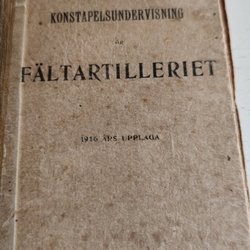 KONSTAPELSUNDERVISNING
FÄLTARTILLERIET
1916 ÅRS UPPLAGA